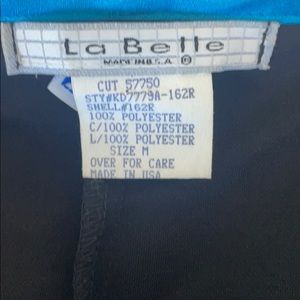 La Belle
MADE IN U.S.A. ®
CUT 57750
STY#KD7779A-162R
SHELL#162R
100% POLYESTER
C/100% POLYESTER
L/100% POLYESTER
SIZE M
OVER FOR CARE
MADE IN USA